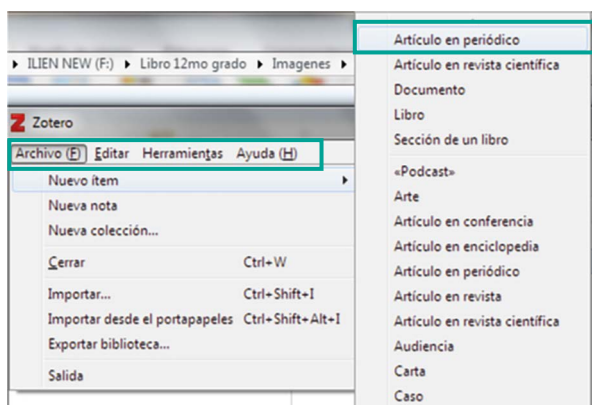 ILIEN NEW (F:) ▸ Libro 12mo grado ▸ Imagenes ▸
Zotero
Archivo (F) Editar Herramientas Ayuda (H)
Nuevo ítem
Nueva nota
Nueva colección...
Cerrar Ctrl+W
Importar... Ctrl+Shift+I
Importar desde el portapapeles Ctrl+Shift+Alt+I
Exportar biblioteca...
Salida
Artículo en periódico
Artículo en revista científica
Documento
Libro
Sección de un libro
«Podcast»
Arte
Artículo en conferencia
Artículo en enciclopedia
Artículo en periódico
Artículo en revista
Artículo en revista científica
Audiencia
Carta
Caso